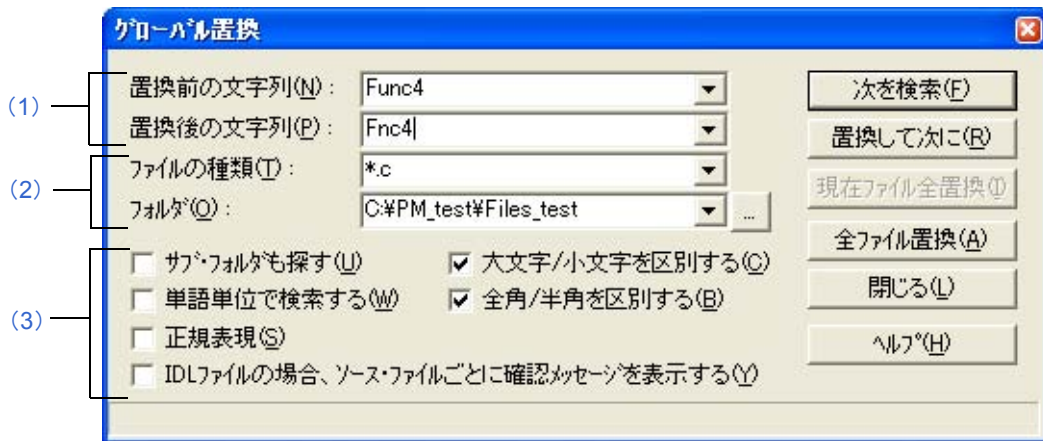 グローバル置換
(1)
置換前の文字列(N): Func4
置換後の文字列(P): Fnc4
(2)
ファイルの種類(T): *.c
フォルダ(O): C:¥PM_test¥Files_test ...
(3)
サブ・フォルダも探す(U) 大文字/小文字を区別する(C)
単語単位で検索する(W) 全角/半角を区別する(B)
正規表現(S)
IDLファイルの場合、ソース・ファイルごとに確認メッセージを表示する(Y)
次を検索(F)
置換して次に(R)
現在ファイル全置換(I)
全ファイル置換(A)
閉じる(L)
ヘルプ(H)